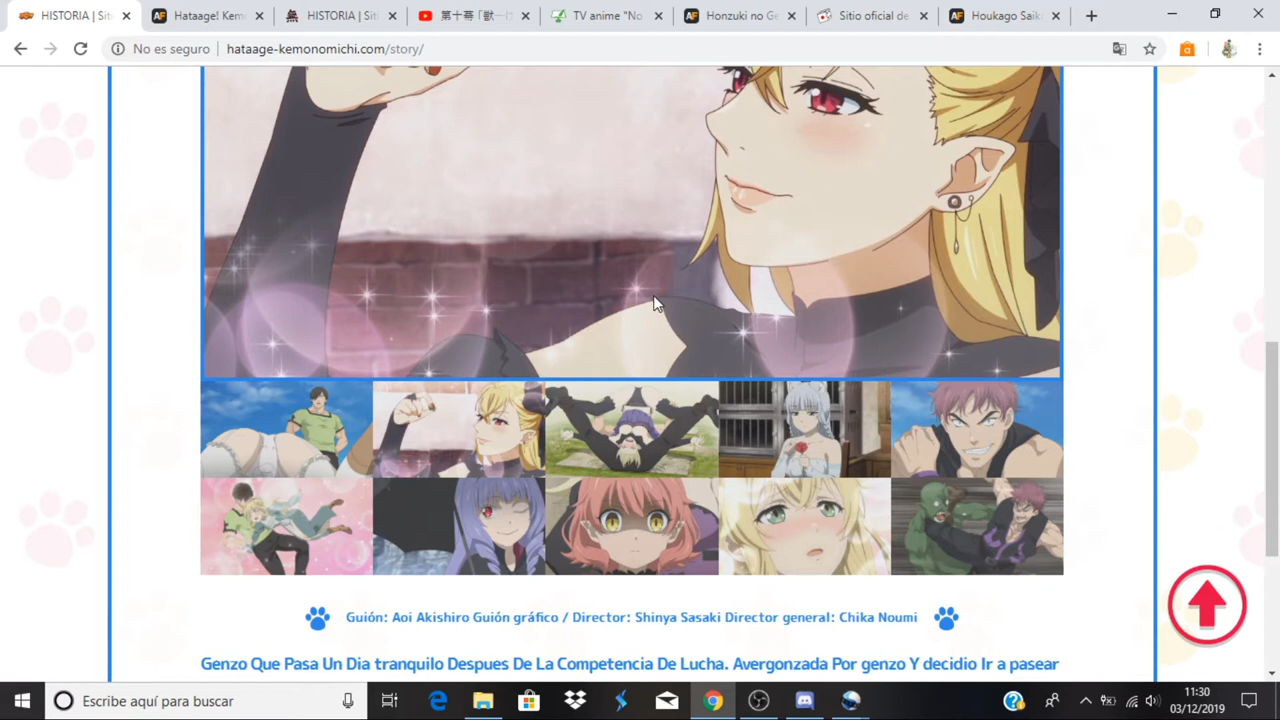 HISTORIA | Siti
Hataage! Kem
HISTORIA | Siti
第十話「獣一
TV anime "No
Honzuki no Ge
Sitio oficial de
Houkago Saik
No es seguro
hataage-kemonomichi.com/story/
Guión: Aoi Akishiro Guión gráfico / Director: Shinya Sasaki Director general: Chika Noumi
Genzo Que Pasa Un Dia tranquilo Despues De La Competencia De Lucha. Avergonzada Por genzo Y decidio Ir a pasear
Escribe aquí para buscar
11:30
03/12/2019